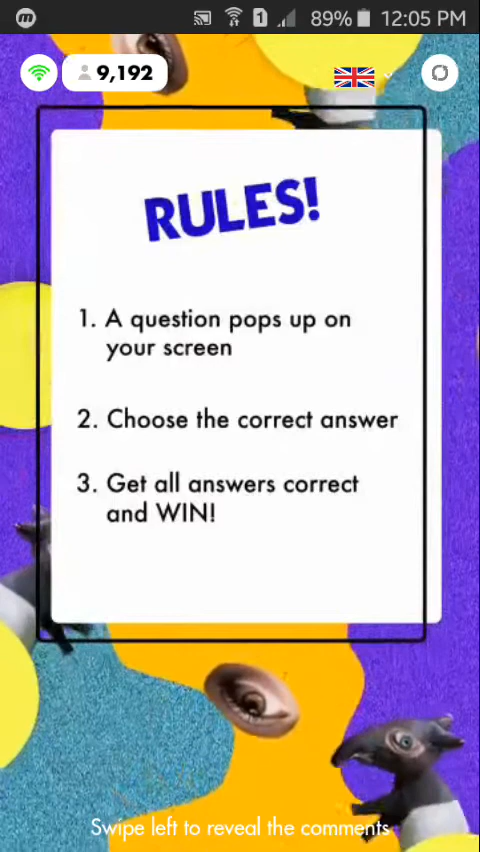 1 89% 12:05 PM
9,192
RULES!
1. A question pops up on
your screen
2. Choose the correct answer
3. Get all answers correct
and WIN!
Swipe left to reveal the comments